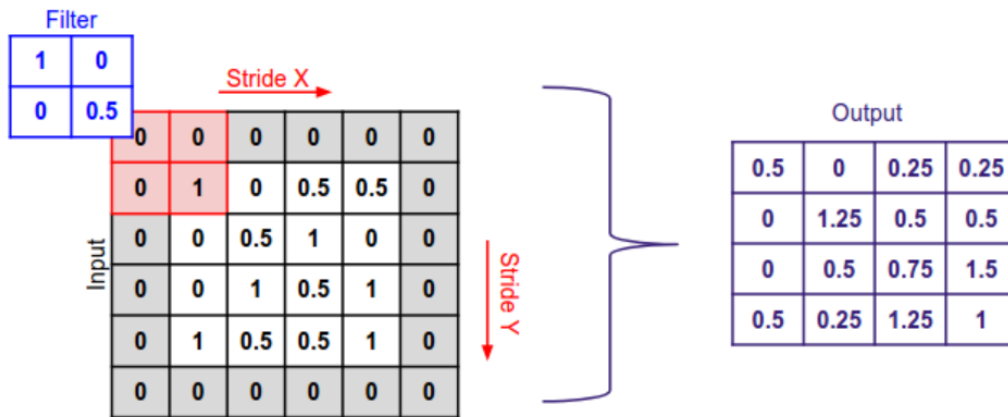 Filter
1 0
0 0.5
Stride X
Input
0 0 0 0 0 0
0 1 0 0.5 0.5 0
0 0 0.5 1 0 0
0 0 1 0.5 1 0
0 1 0.5 0.5 1 0
0 0 0 0 0 0
Stride Y
Output
0.5 0 0.25 0.25
0 1.25 0.5 0.5
0 0.5 0.75 1.5
0.5 0.25 1.25 1